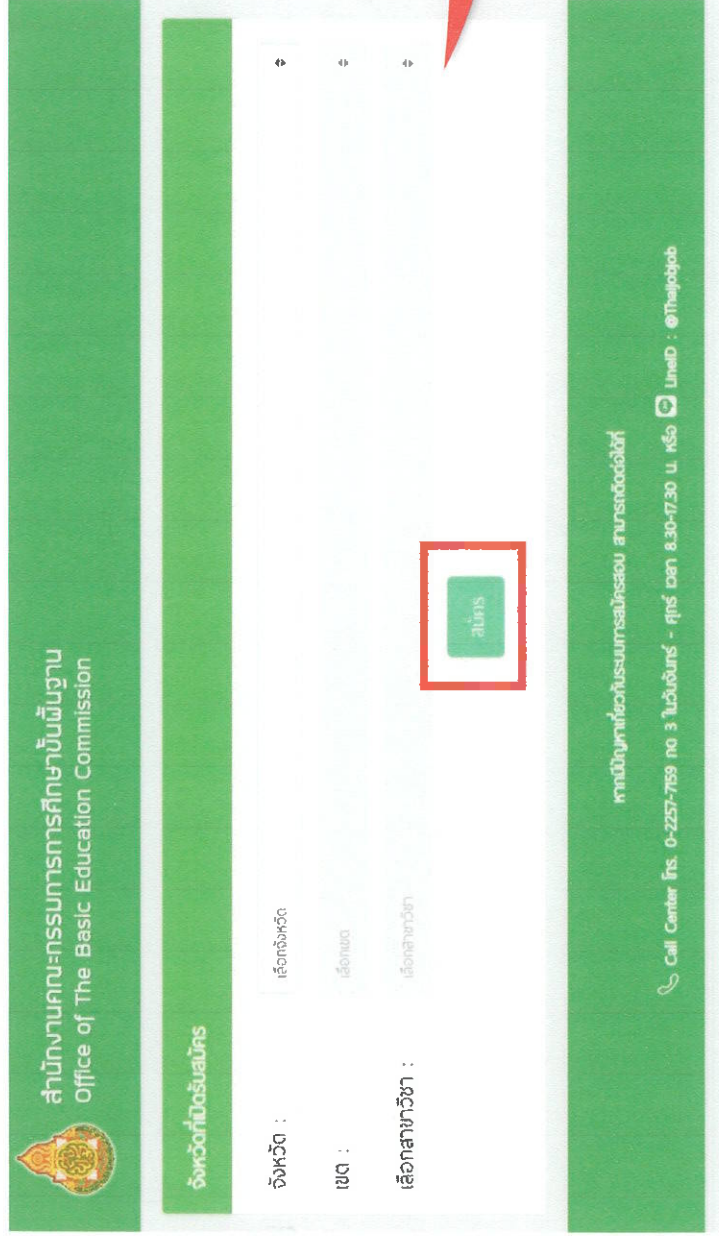 สำนักงานคณะกรรมการการศึกษาขั้นพื้นฐาน
Office of The Basic Education Commission
จังหวัดที่เปิดรับสมัคร
จังหวัด : เลือกจังหวัด
เขต : เลือกเขต
เลือกสาขาวิชา : เลือกสาขาวิชา
สมัคร
หากมีปัญหาเกี่ยวกับระบบการสมัครสอบ สามารถติดต่อได้ที่
Call Center โทร. 0-2257-7159 กด 3 ในวันจันทร์ - ศุกร์ เวลา 8.30-17.30 น. หรือ LineID : @Thaijobjob